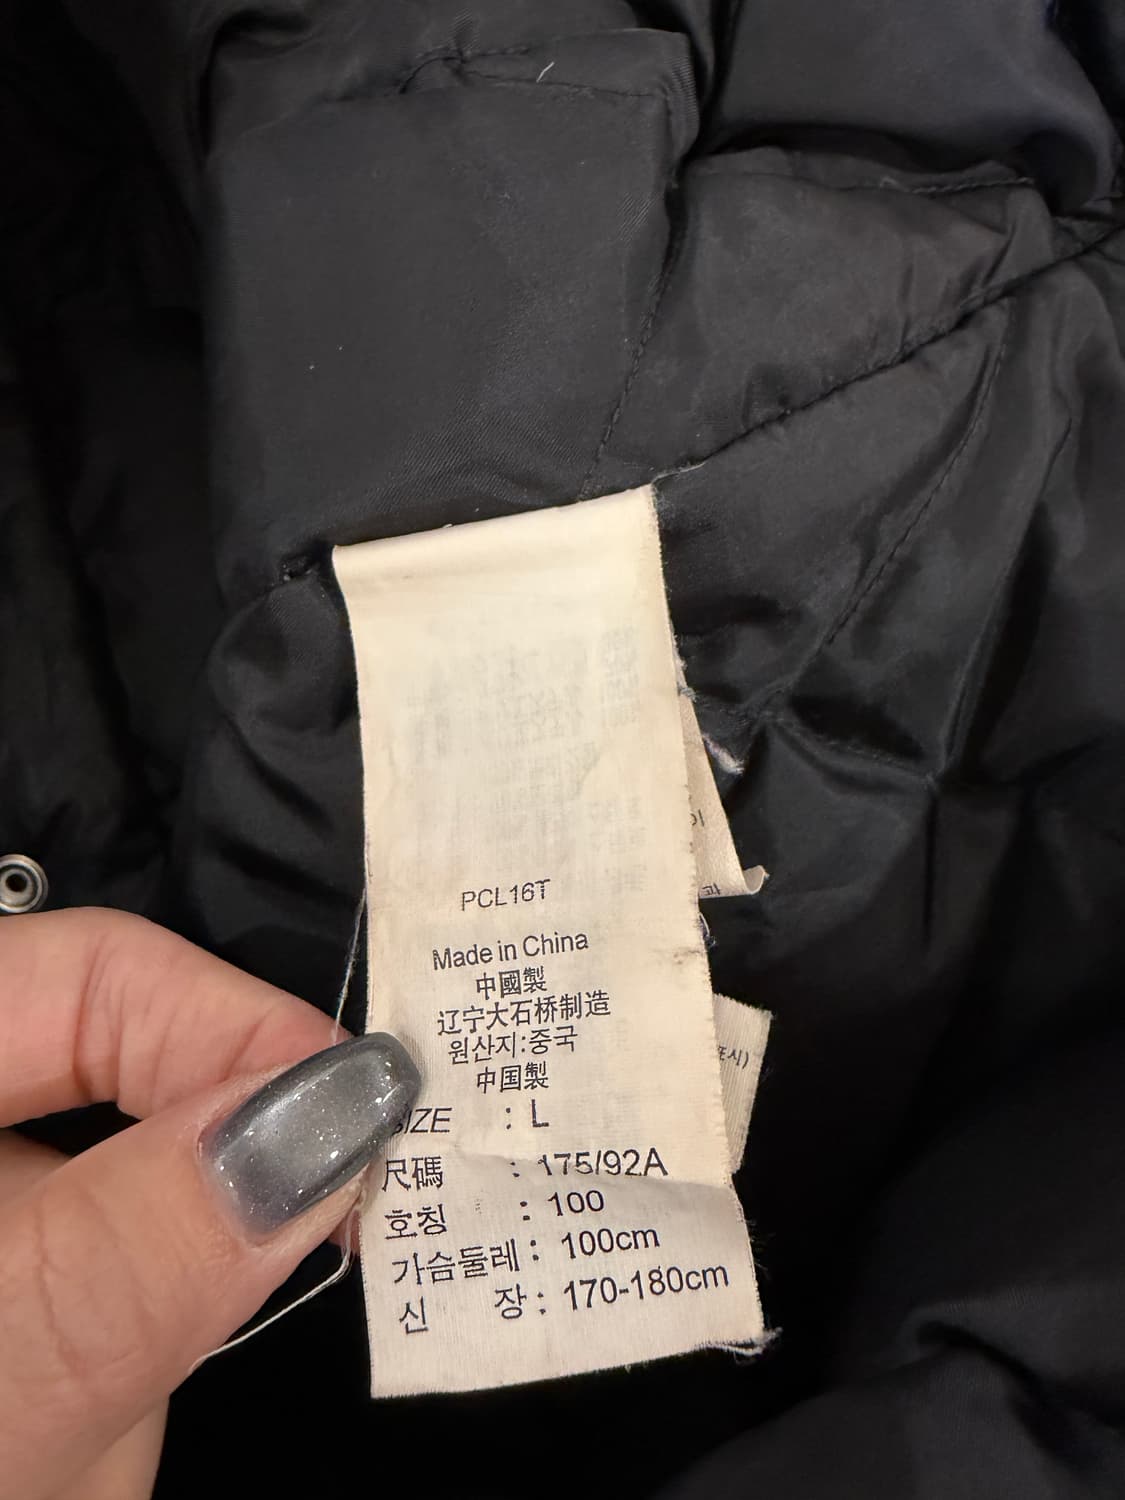 PCL16T
Made in China
中國製
辽宁大石桥制造
원산지:중국
中国製
SIZE : L
尺碼 : 175/92A
호칭 : 100
가슴둘레 : 100cm
신 장 : 170-180cm
시)